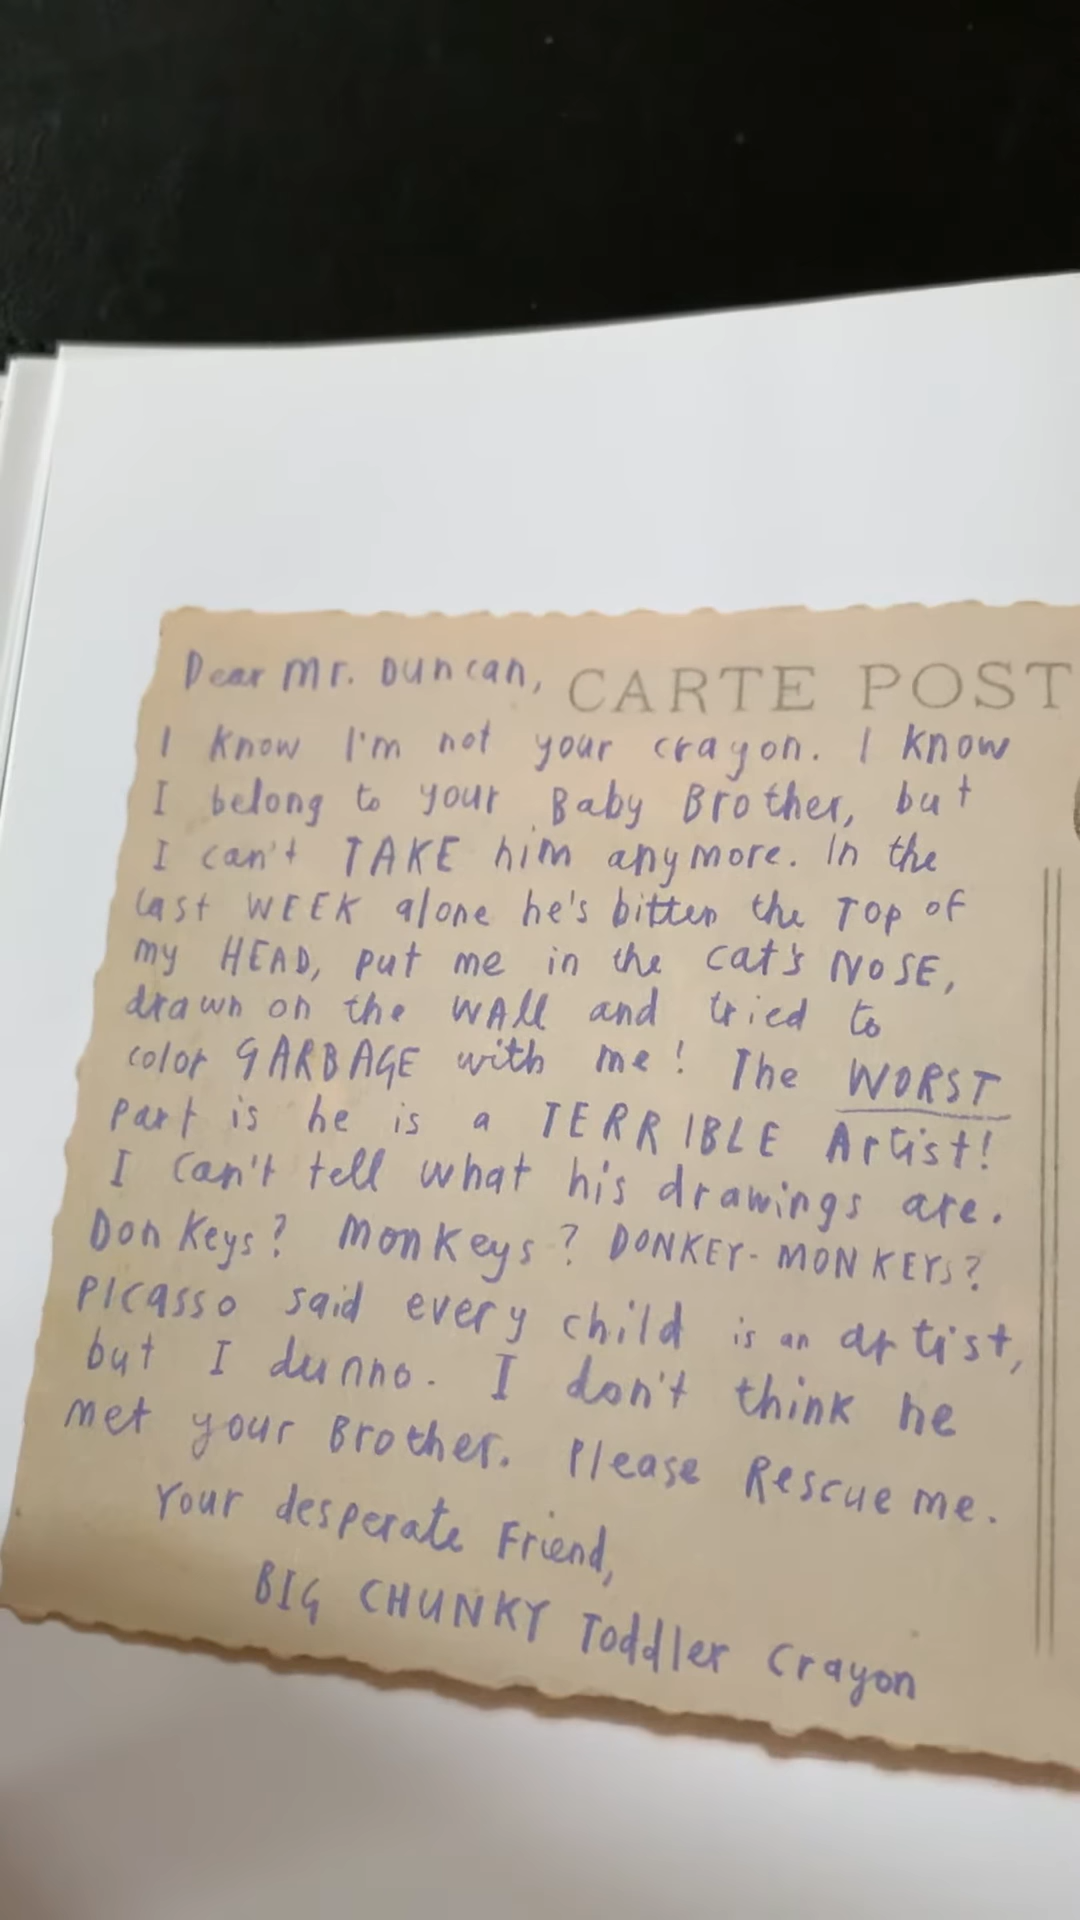 Dear Mr. Duncan,
CARTE POST
I know I'm not your crayon. I know
I belong to your Baby Brother, but
I can't TAKE him anymore. In the
last WEEK alone he's bitten the TOP OF
my HEAD, put me in the cat's NOSE,
drawn on the WAll and tried to
color GARBAGE with me! The WORST
part is he is a TERRIBLE Artist!
I can't tell what his drawings are.
Donkeys? Monkeys? DONKEY-MONKEYS?
Picasso said every child is an artist,
but I dunno. I don't think he
met your Brother. Please Rescue me.
Your desperate Friend,
BIG CHUNKY Toddler Crayon